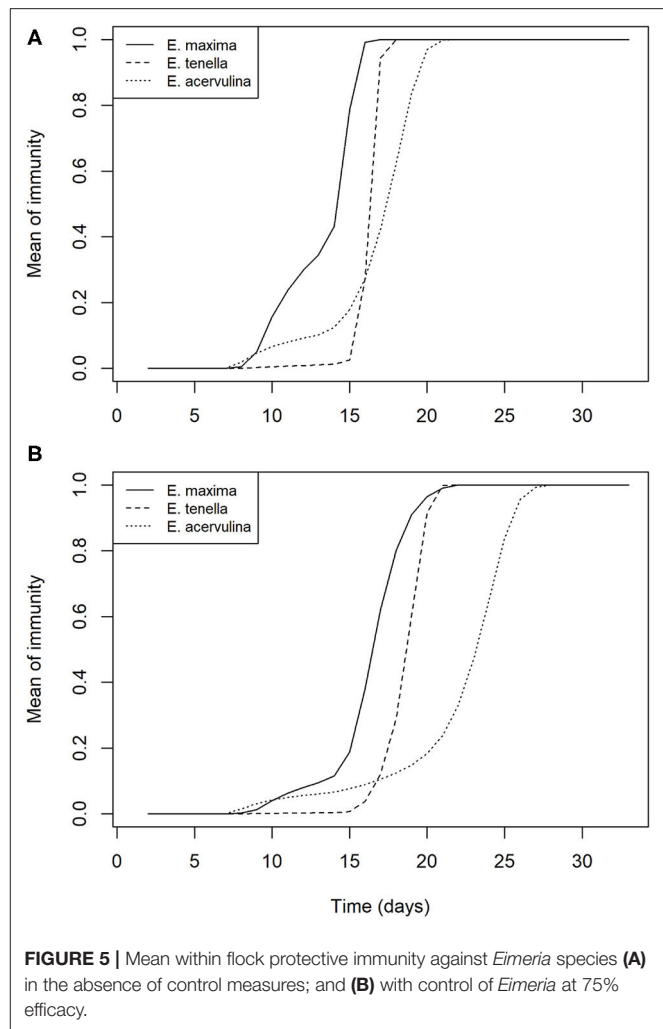 A
E. maxima
E. tenella
E. acervulina
Mean of immunity
0.0 0.2 0.4 0.6 0.8 1.0
0 5 10 15 20 25 30
B
E. maxima
E. tenella
E. acervulina
Mean of immunity
0.0 0.2 0.4 0.6 0.8 1.0
0 5 10 15 20 25 30
Time (days)
FIGURE 5 | Mean within flock protective immunity against Eimeria species (A)
in the absence of control measures; and (B) with control of Eimeria at 75%
efficacy.